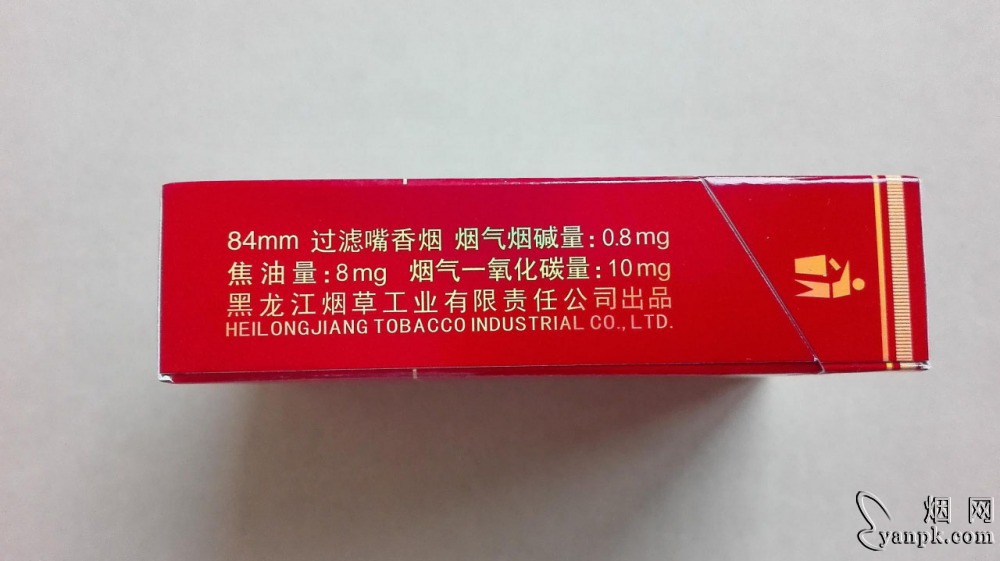 84mm 过滤嘴香烟 烟气烟碱量:0.8mg
焦油量:8mg 烟气一氧化碳量:10mg
黑龙江烟草工业有限责任公司出品
HEILONGJIANG TOBACCO INDUSTRIAL CO.,LTD.
烟网
yanpk.com